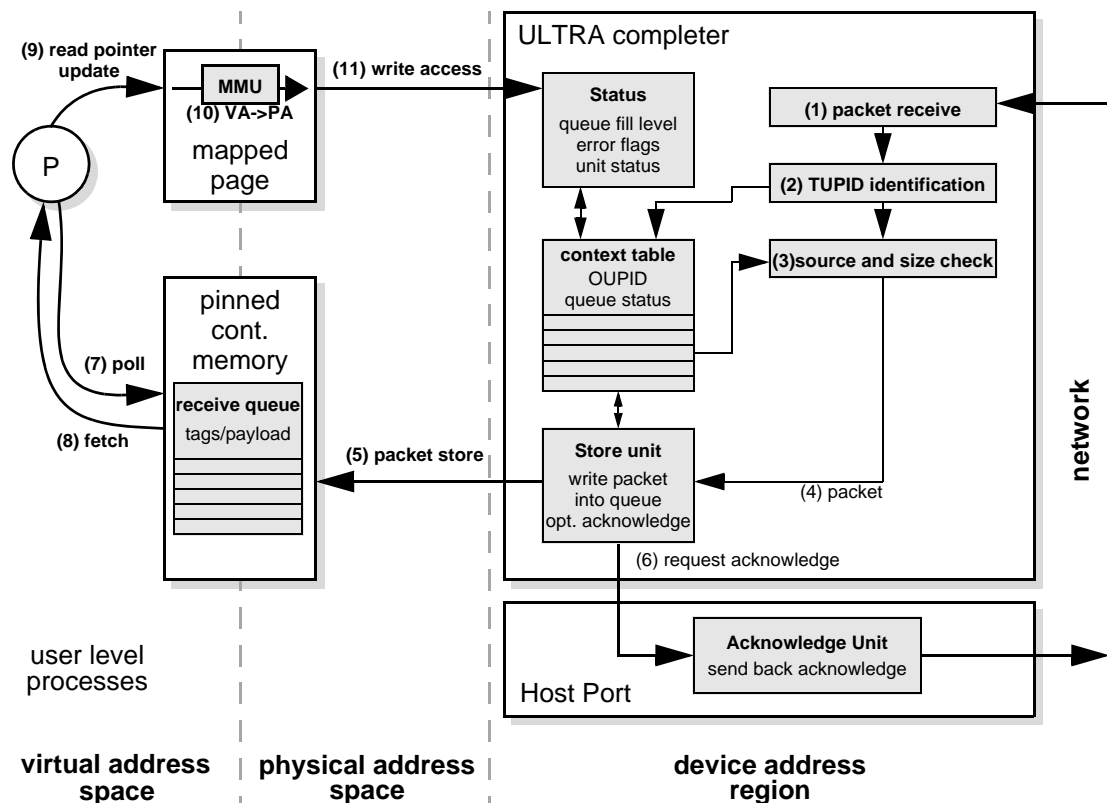 ULTRA completer
(9) read pointer
update
MMU
(10) VA->PA
mapped
page
(11) write access
P
Status
queue fill level
error flags
unit status
(1) packet receive
(2) TUPID identification
(3)source and size check
context table
OUPID
queue status
pinned
cont.
memory
(7) poll
receive queue
tags/payload
(8) fetch
(5) packet store
Store unit
write packet
into queue
opt. acknowledge
(4) packet
(6) request acknowledge
network
Acknowledge Unit
send back acknowledge
Host Port
user level
processes
virtual address
space
physical address
space
device address
region